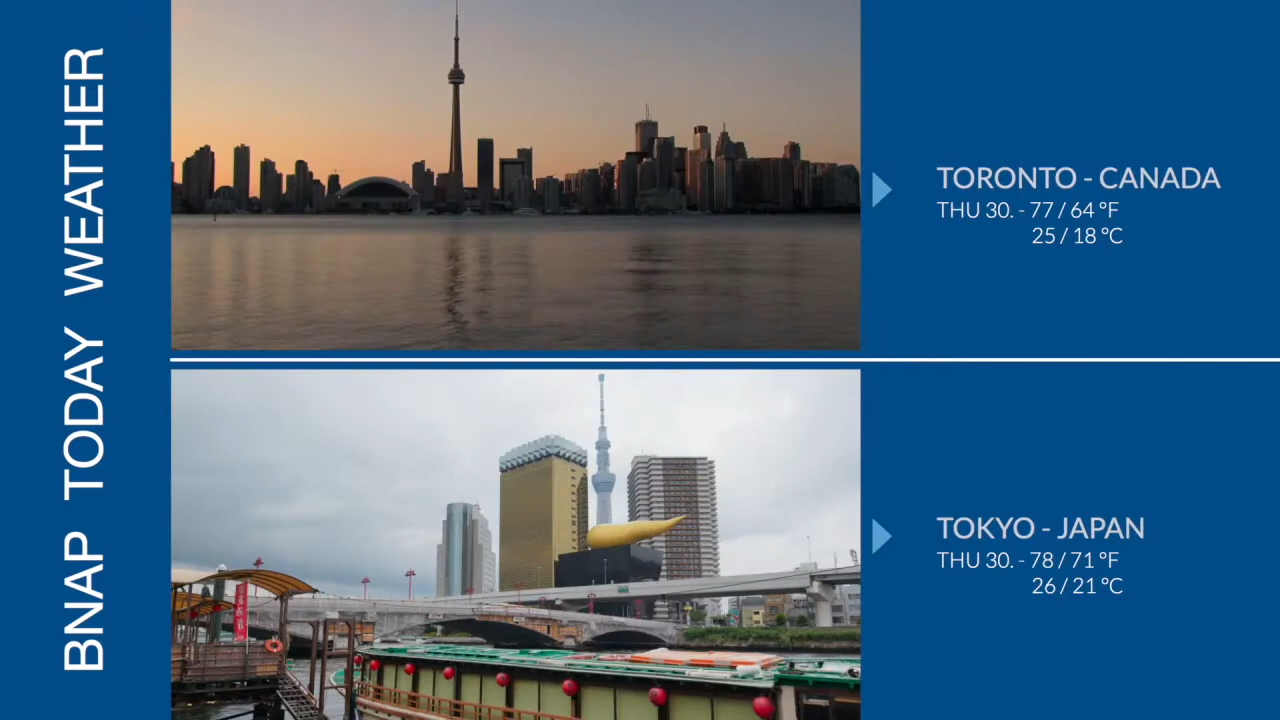 BNAP TODAY WEATHER
TORONTO - CANADA
THU 30. - 77 / 64 °F
25 / 18 °C
TOKYO - JAPAN
THU 30. - 78 / 71 °F
26 / 21 °C